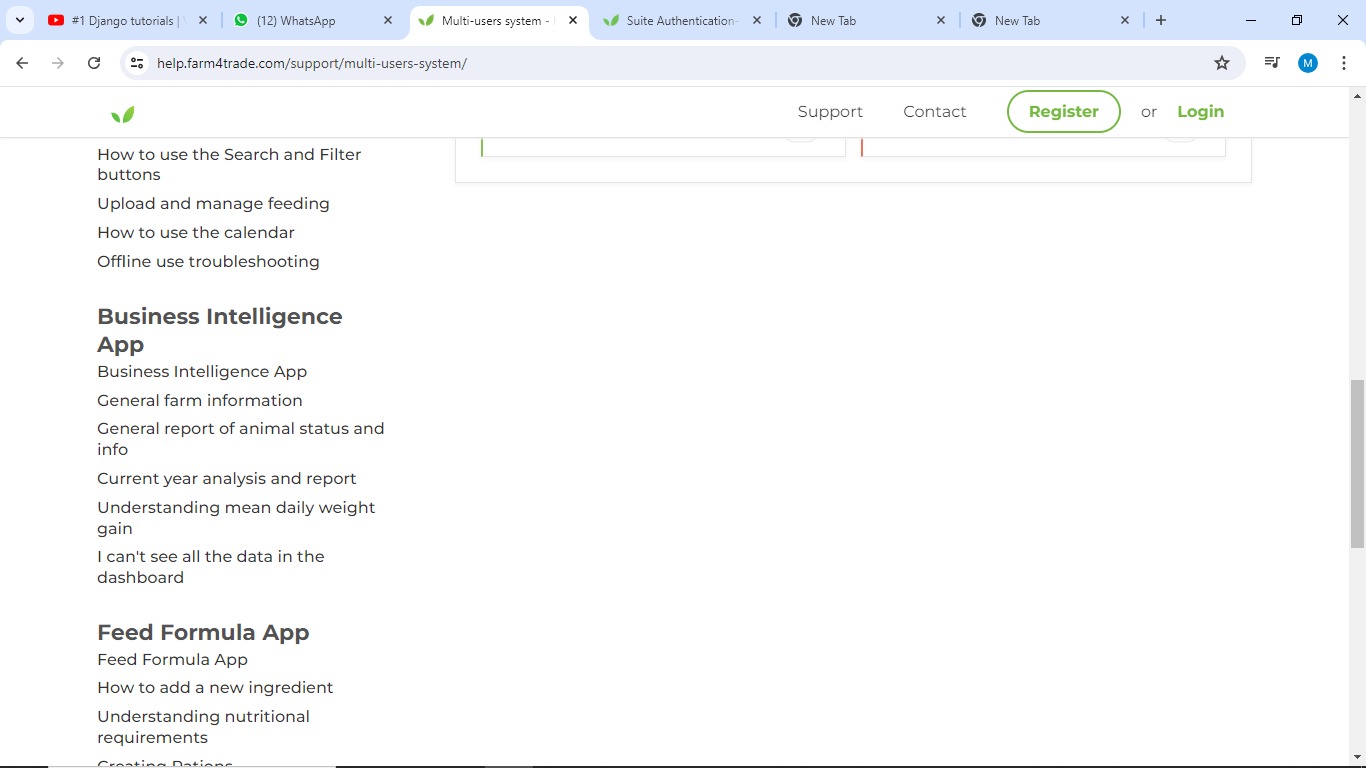 #1 Django tutorials |
(12) WhatsApp
Multi-users system -
Suite Authentication-
New Tab
New Tab
help.farm4trade.com/support/multi-users-system/
M
Support
Contact
Register
or
Login
How to use the Search and Filter
buttons
Upload and manage feeding
How to use the calendar
Offline use troubleshooting
Business Intelligence
App
Business Intelligence App
General farm information
General report of animal status and
info
Current year analysis and report
Understanding mean daily weight
gain
I can't see all the data in the
dashboard
Feed Formula App
Feed Formula App
How to add a new ingredient
Understanding nutritional
requirements
Creating Rations